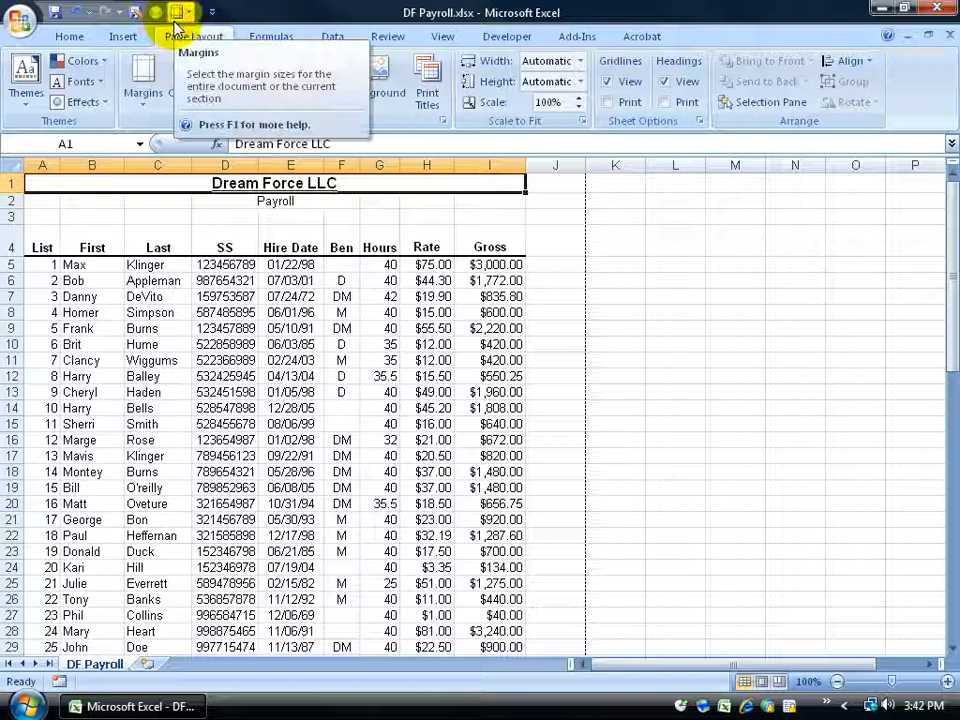 DF Payroll.xlsx - Microsoft Excel
Home Insert Page Layout Formulas Data Review View Developer Add-Ins Acrobat
Margins
Select the margin sizes for the
entire document or the current
section
Press F1 for more help.
Themes
Colors
Fonts
Effects
Themes
Margins
Print
Titles
Width: Automatic
Height: Automatic
Scale: 100%
Scale to Fit
Gridlines Headings
View View
Print Print
Sheet Options
Bring to Front
Send to Back
Selection Pane
Align
Group
Rotate
Arrange
A1 fx Dream Force LLC
A B C D E F G H I J K L M N O P
1 Dream Force LLC
2 Payroll
3
4 List First Last SS Hire Date Ben Hours Rate Gross
5 1 Max Klinger 123456789 01/22/98 40 $75.00 $3,000.00
6 2 Bob Appleman 987654321 07/03/01 D 40 $44.30 $1,772.00
7 3 Danny DeVito 159753587 07/24/72 DM 42 $19.90 $835.80
8 4 Homer Simpson 587485895 06/01/96 M 40 $15.00 $600.00
9 5 Frank Burns 123457889 05/10/91 DM 40 $55.50 $2,220.00
10 6 Brit Hume 522858989 06/03/85 D 35 $12.00 $420.00
11 7 Clancy Wiggums 522366989 02/24/03 M 35 $12.00 $420.00
12 8 Harry Balley 532425945 04/13/04 D 35.5 $15.50 $550.25
13 9 Cheryl Haden 532451598 01/05/98 D 40 $49.00 $1,960.00
14 10 Harry Bells 528547898 12/28/05 40 $45.20 $1,808.00
15 11 Sherri Smith 528455678 08/06/99 40 $16.00 $640.00
16 12 Marge Rose 123654987 01/02/98 DM 32 $21.00 $672.00
17 13 Mavis Klinger 789456123 09/22/91 DM 40 $20.50 $820.00
18 14 Montey Burns 789654321 05/28/96 DM 40 $37.00 $1,480.00
19 15 Bill O'reilly 789852963 06/08/05 DM 40 $37.00 $1,480.00
20 16 Matt Oveture 321654987 10/31/94 DM 35.5 $18.50 $656.75
21 17 George Bon 321456789 05/30/93 M 40 $23.00 $920.00
22 18 Paul Heffernan 321585898 12/17/98 M 40 $32.19 $1,287.60
23 19 Donald Duck 152346798 06/21/85 M 40 $17.50 $700.00
24 20 Kari Hill 152346978 07/19/04 40 $3.35 $134.00
25 21 Julie Everrett 589478956 02/15/82 M 25 $51.00 $1,275.00
26 22 Tony Banks 536857878 11/12/92 M 40 $11.00 $440.00
27 23 Phil Collins 996584715 12/06/69 40 $1.00 $40.00
28 24 Mary Heart 998875465 11/06/91 40 $81.00 $3,240.00
29 25 John Doe 997715474 11/13/87 DM 40 $22.50 $900.00
DF Payroll
Ready 100%
Microsoft Excel - DF...
3:42 PM